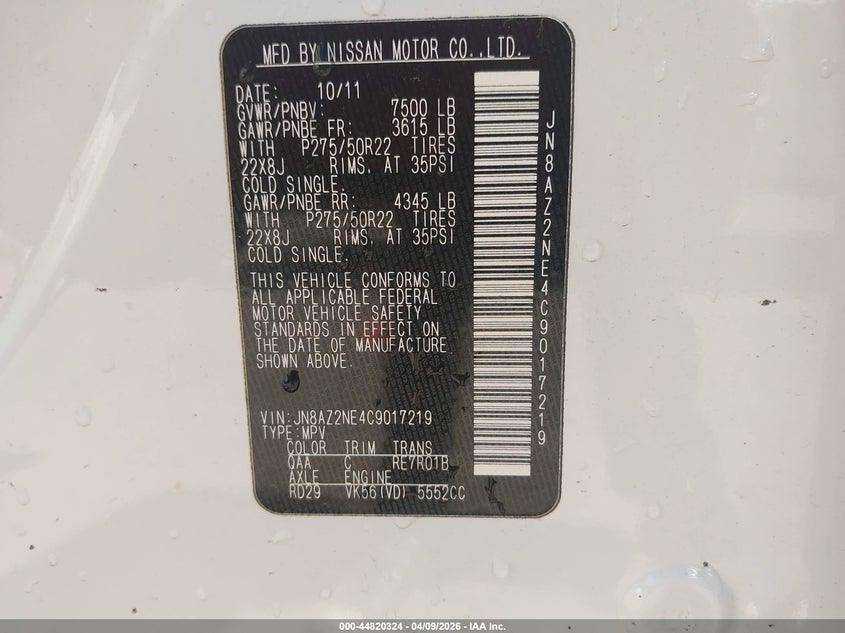 MFD BY NISSAN MOTOR CO.,LTD.
DATE: 10/11
GVWR/PNBV: 7500 LB
GAWR/PNBE FR: 3615 LB
WITH P275/50R22 TIRES
22X8J RIMS, AT 35PSI
COLD SINGLE.
GAWR/PNBE RR: 4345 LB
WITH P275/50R22 TIRES
22X8J RIMS, AT 35PSI
COLD SINGLE.
THIS VEHICLE CONFORMS TO
ALL APPLICABLE FEDERAL
MOTOR VEHICLE SAFETY
STANDARDS IN EFFECT ON
THE DATE OF MANUFACTURE
SHOWN ABOVE.
VIN:JN8AZ2NE4C9017219
TYPE:MPV
COLOR TRIM TRANS
QAA C RE7R01B
AXLE ENGINE
RD29 VK56(VD) 5552CC
JN8AZ2NE4C9017219
000-44820324 - 04/09/2026 - IAA Inc.